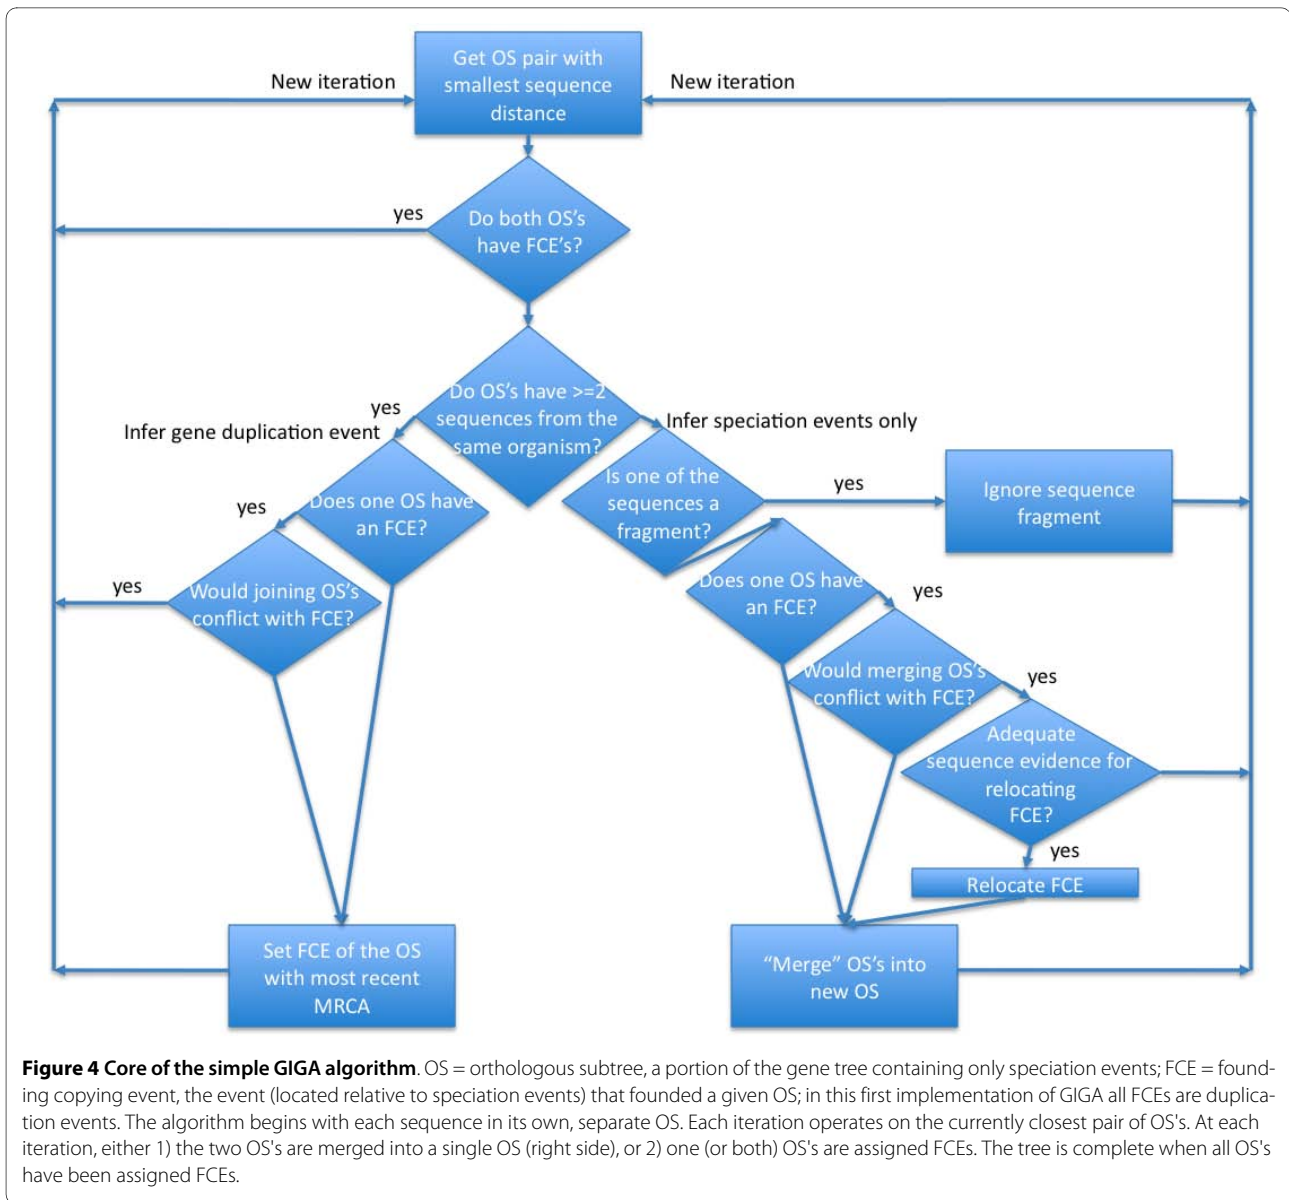 Get OS pair with
smallest sequence
distance
New iteration
New iteration
yes
Do both OS's
have FCE's?
Do OS's have >=2
sequences from the
same organism?
yes
Infer gene duplication event
Infer speciation events only
Is one of the
sequences a
fragment?
yes
Ignore sequence
fragment
yes
Does one OS have
an FCE?
yes
Would joining OS's
conflict with FCE?
Does one OS have
an FCE?
yes
Would merging OS's
conflict with FCE?
yes
Adequate
sequence evidence for
relocating
FCE?
yes
Relocate FCE
Set FCE of the OS
with most recent
MRCA
“Merge” OS's into
new OS
Figure 4 Core of the simple GIGA algorithm. OS = orthologous subtree, a portion of the gene tree containing only speciation events; FCE = found-
ing copying event, the event (located relative to speciation events) that founded a given OS; in this first implementation of GIGA all FCEs are duplica-
tion events. The algorithm begins with each sequence in its own, separate OS. Each iteration operates on the currently closest pair of OS's. At each
iteration, either 1) the two OS's are merged into a single OS (right side), or 2) one (or both) OS's are assigned FCEs. The tree is complete when all OS's
have been assigned FCEs.